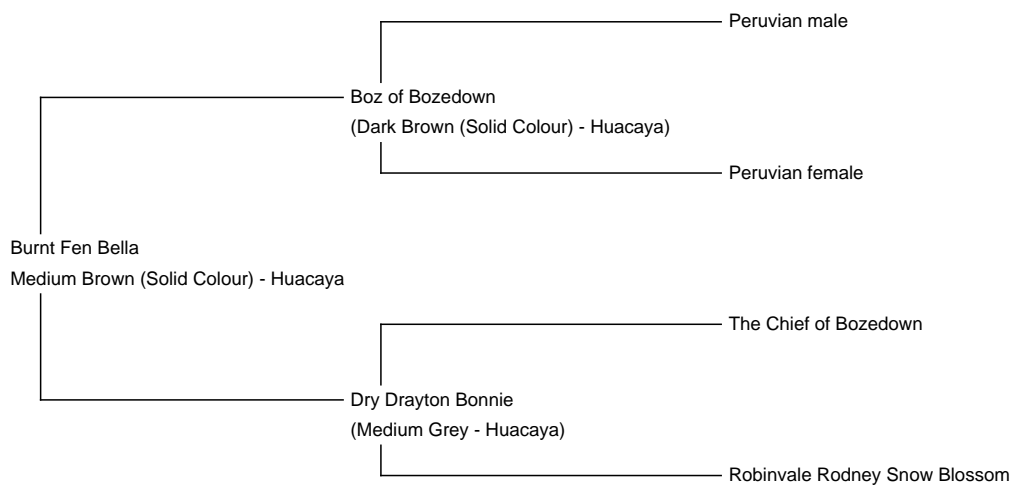 Peruvian male
Boz of Bozedown
(Dark Brown (Solid Colour) - Huacaya)
Peruvian female
Burnt Fen Bella
Medium Brown (Solid Colour) - Huacaya
The Chief of Bozedown
Dry Drayton Bonnie
(Medium Grey - Huacaya)
Robinvale Rodney Snow Blossom